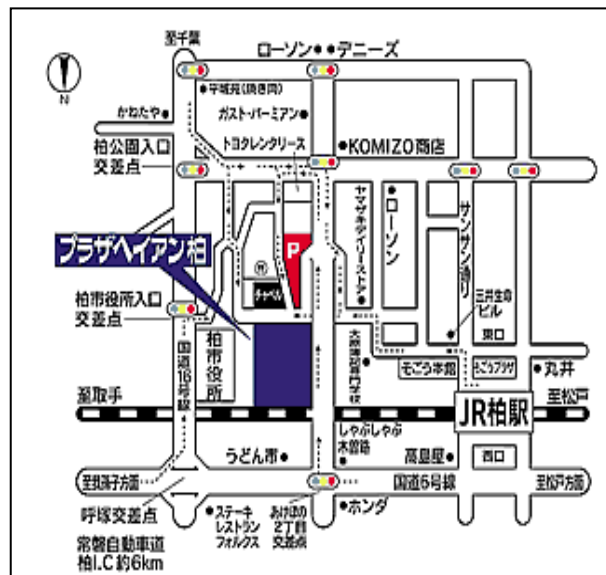 至千葉
ローソン
デニーズ
N
平城苑(焼き肉)
かねたや
ガスト・バーミアン
柏公園入口
交差点
トヨタレンタリース
KOMIZO商店
プラザヘイアン柏
P
ヤマザキデイリーストア
ローソン
サンサン通り
チャペル
三井生命
ビル
柏市役所入口
交差点
国道16号線
柏市役所
大原簿記専門学校
そごう本館
東口
そごうプラザ
丸井
至取手
JR柏駅
至松戸
うどん市
しゃぶしゃぶ
木曽路
高島屋
西口
至我孫子方面
国道6号線
至松戸方面
呼塚交差点
ステーキ
レストラン
フォルクス
あけぼの
2丁目
交差点
ホンダ
常磐自動車道
柏I.C 約6km